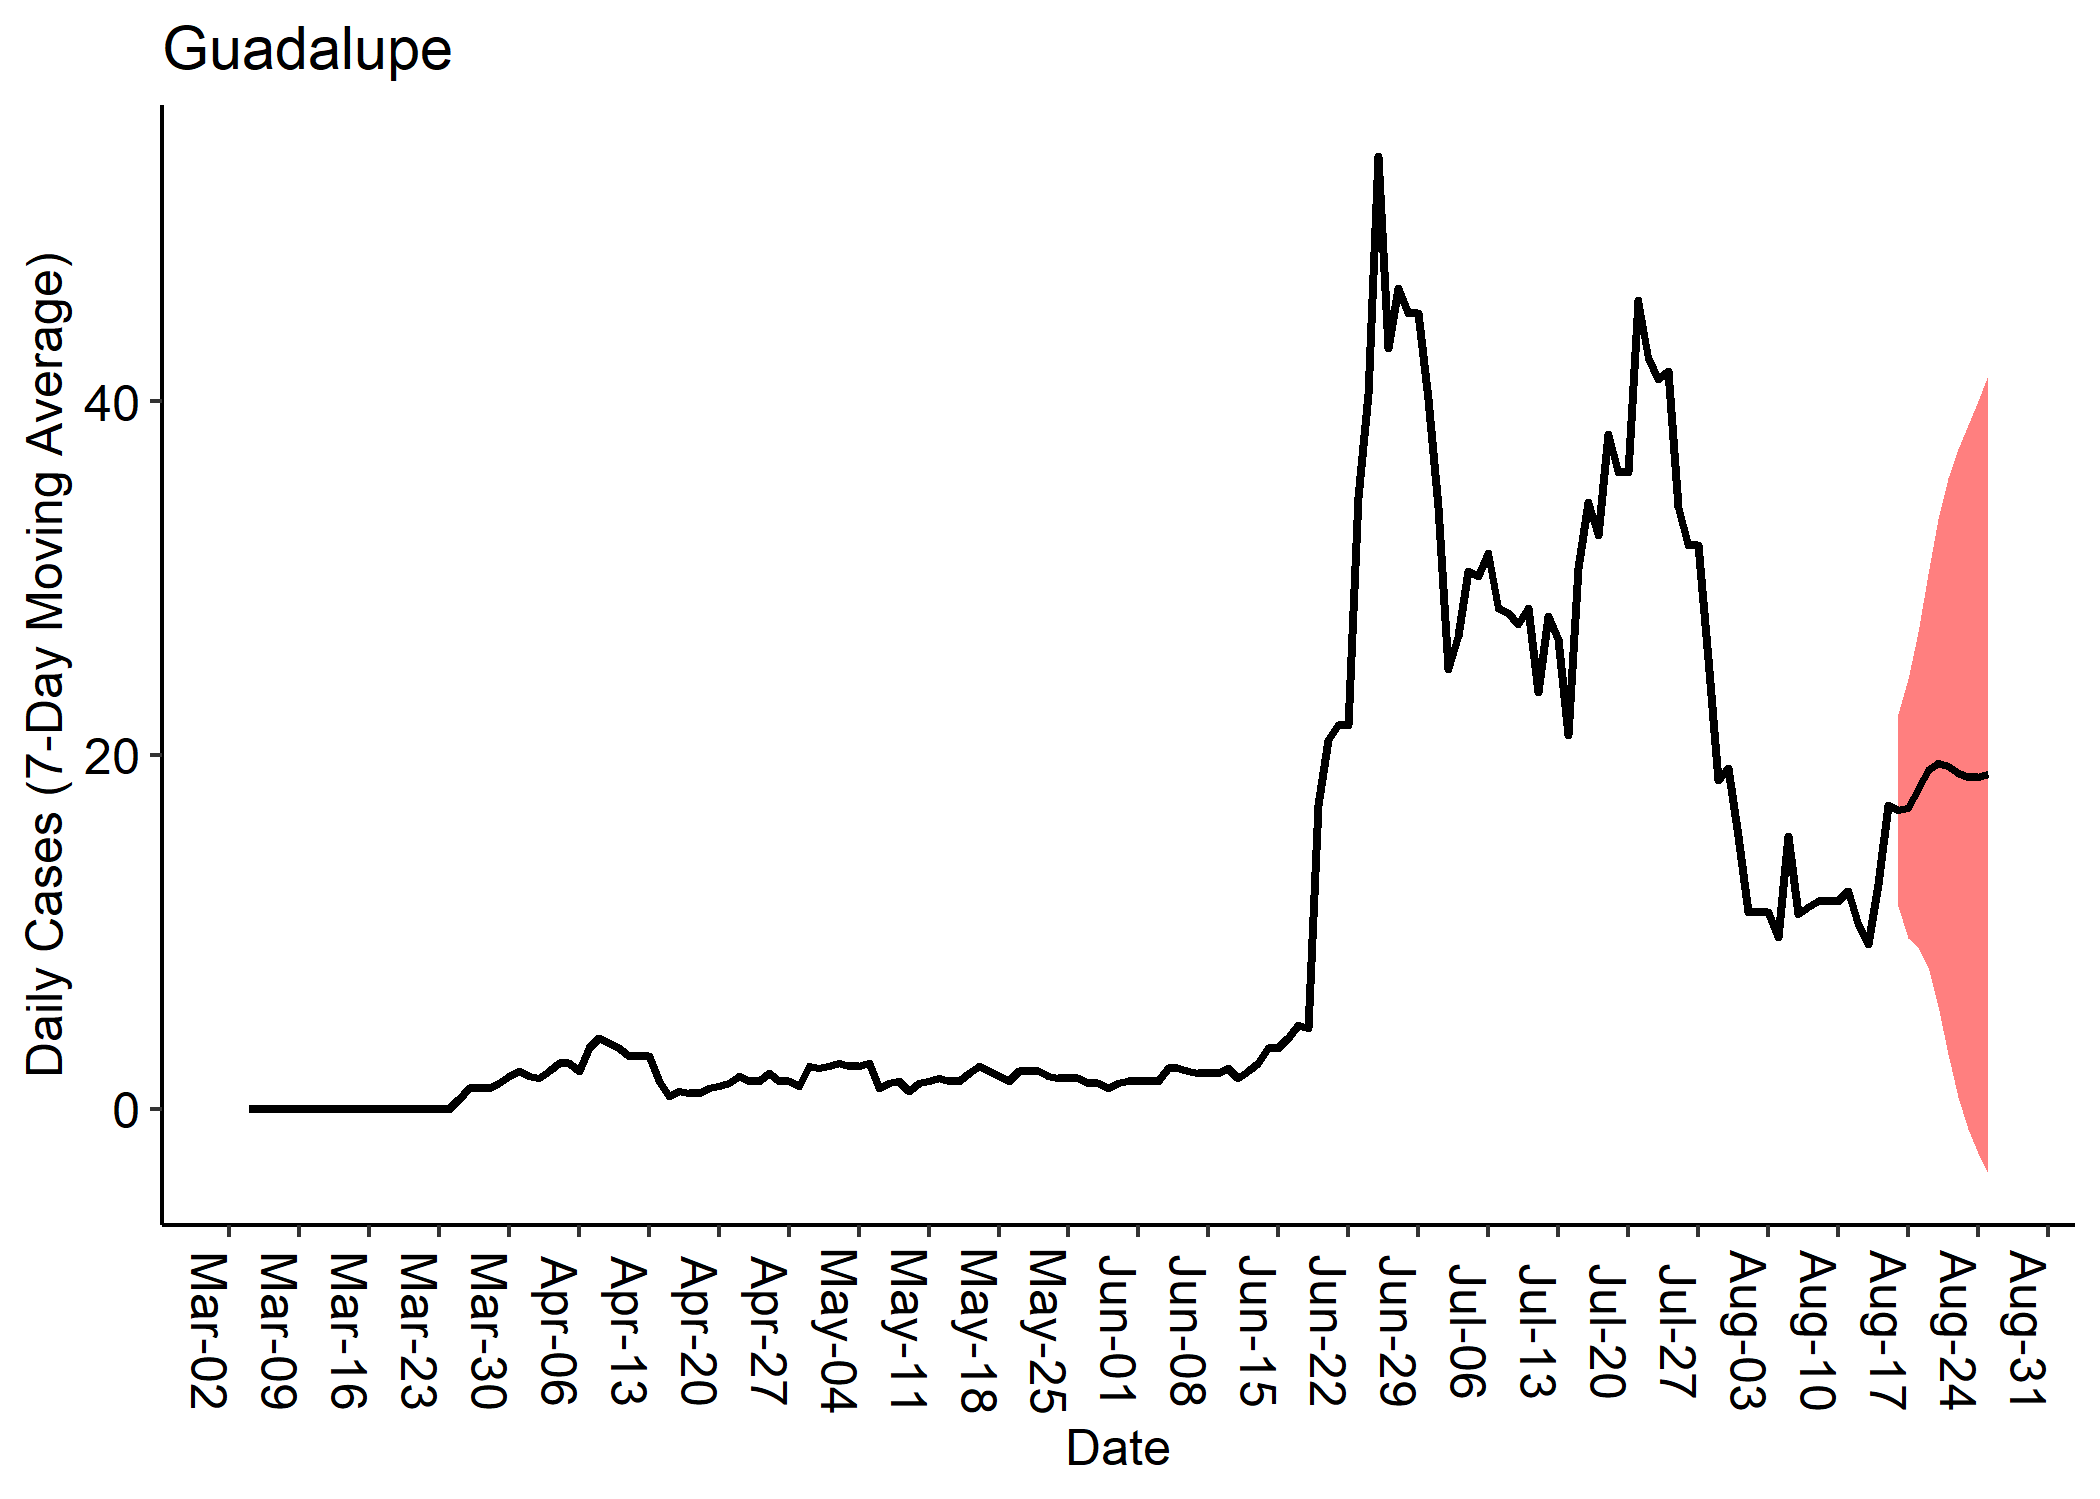 Guadalupe
Daily Cases (7-Day Moving Average)
40
20
0
Mar-02
Mar-09
Mar-16
Mar-23
Mar-30
Apr-06
Apr-13
Apr-20
Apr-27
May-04
May-11
May-18
May-25
Jun-01
Jun-08
Jun-15
Jun-22
Jun-29
Jul-06
Jul-13
Jul-20
Jul-27
Aug-03
Aug-10
Aug-17
Aug-24
Aug-31
Date